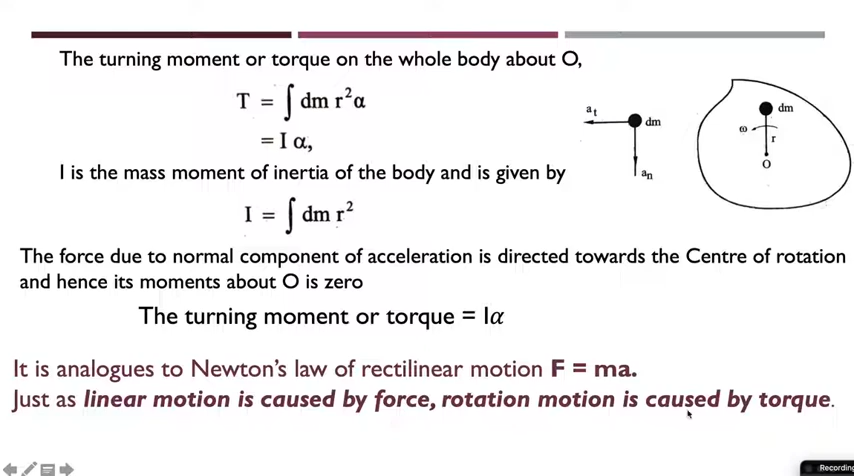 The turning moment or torque on the whole body about O,
T = ∫ dm r²α
= I α,
a_t
dm
a_n
dm
ω
r
O
I is the mass moment of inertia of the body and is given by
I = ∫ dm r²
The force due to normal component of acceleration is directed towards the Centre of rotation
and hence its moments about O is zero
The turning moment or torque = Iα
It is analogues to Newton's law of rectilinear motion F = ma.
Just as linear motion is caused by force, rotation motion is caused by torque.
Recording